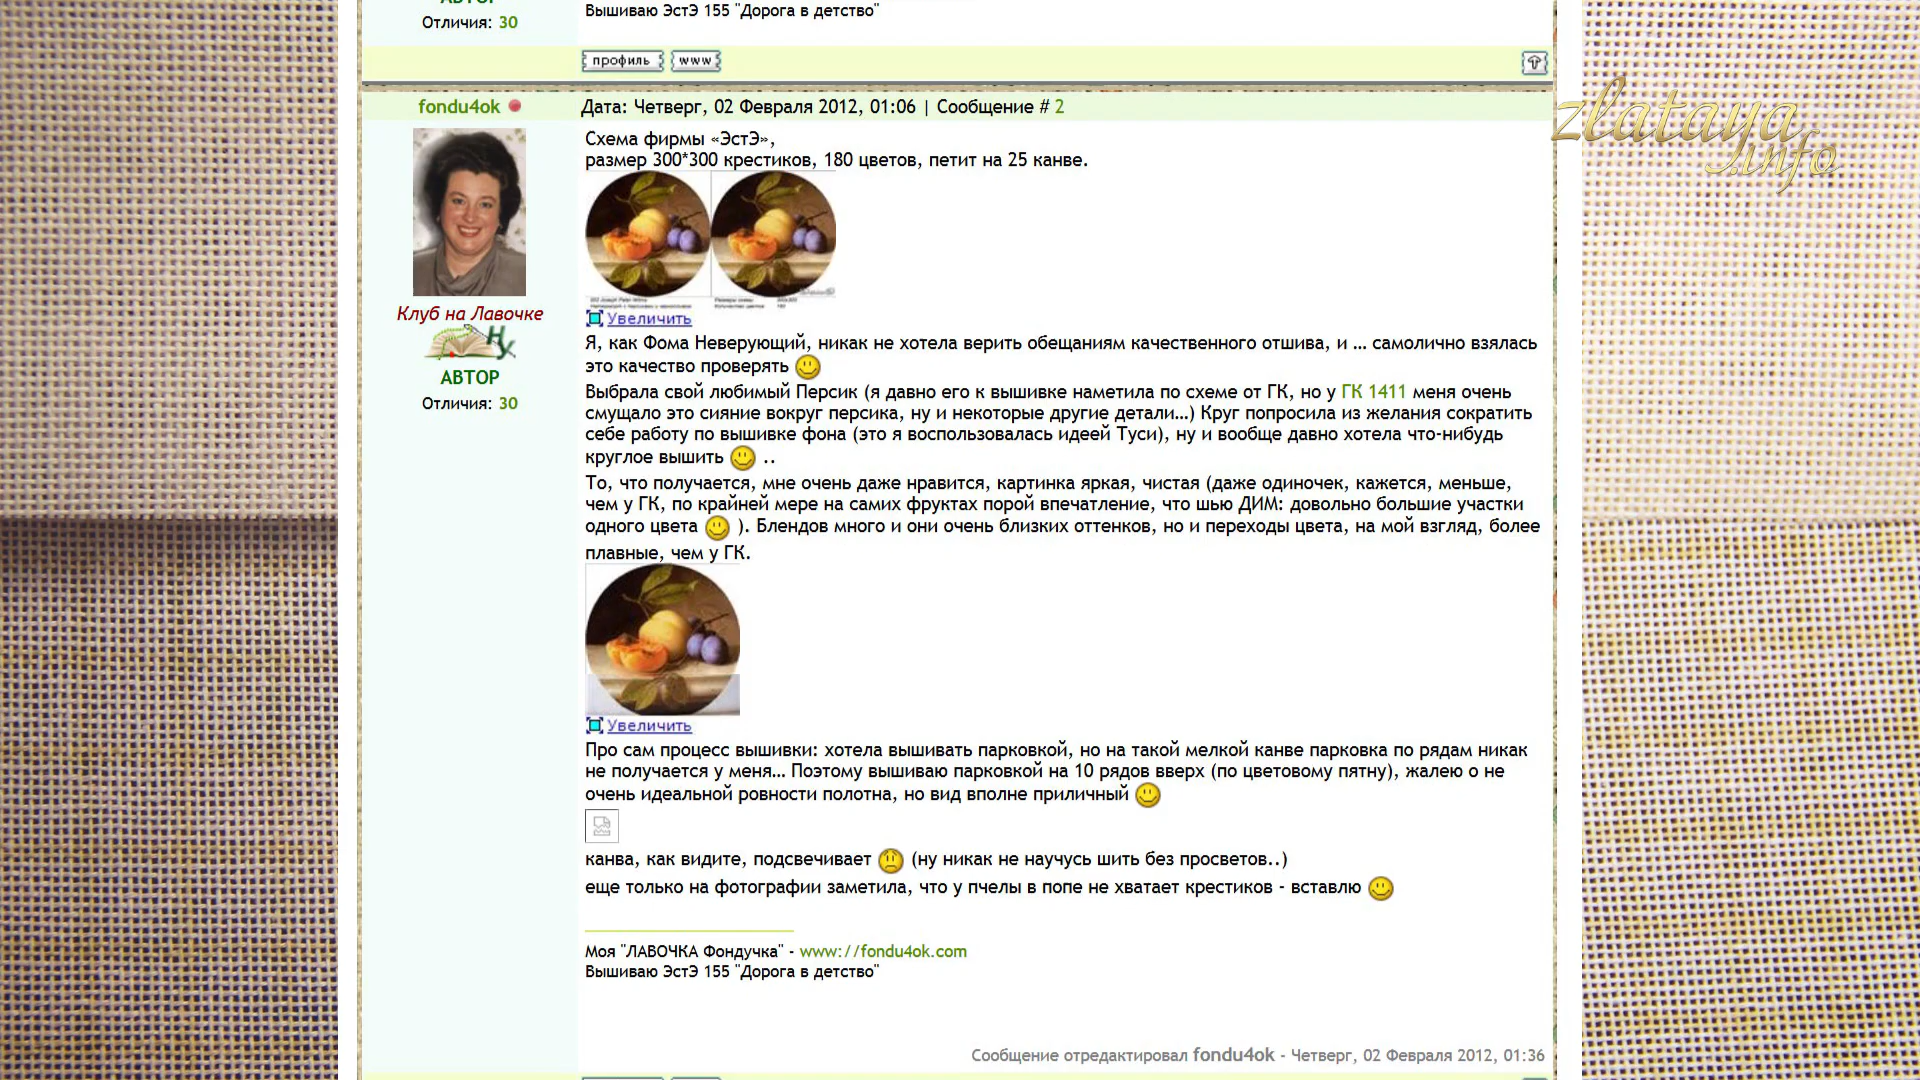 АВТОР
Отличия: 30
Вышиваю ЭстЭ 155 "Дорога в детство"
профиль
www
zlataya.info
fondu4ok
Дата: Четверг, 02 Февраля 2012, 01:06 | Сообщение # 2
Клуб на Лавочке
АВТОР
Отличия: 30
Схема фирмы «ЭстЭ»,
размер 300*300 крестиков, 180 цветов, петит на 25 канве.
Увеличить
Я, как Фома Неверующий, никак не хотела верить обещаниям качественного отшива, и ... самолично взялась
это качество проверять
Выбрала свой любимый Персик (я давно его к вышивке наметила по схеме от ГК, но у ГК 1411 меня очень
смущало это сияние вокруг персика, ну и некоторые другие детали...) Круг попросила из желания сократить
себе работу по вышивке фона (это я воспользовалась идеей Туси), ну и вообще давно хотела что-нибудь
круглое вышить ..
То, что получается, мне очень даже нравится, картинка яркая, чистая (даже одиночек, кажется, меньше,
чем у ГК, по крайней мере на самих фруктах порой впечатление, что шью ДИМ: довольно большие участки
одного цвета ). Блендов много и они очень близких оттенков, но и переходы цвета, на мой взгляд, более
плавные, чем у ГК.
Увеличить
Про сам процесс вышивки: хотела вышивать парковкой, но на такой мелкой канве парковка по рядам никак
не получается у меня... Поэтому вышиваю парковкой на 10 рядов вверх (по цветовому пятну), жалею о не
очень идеальной ровности полотна, но вид вполне приличный
канва, как видите, подсвечивает (ну никак не научусь шить без просветов..)
еще только на фотографии заметила, что у пчелы в попе не хватает крестиков - вставлю
Моя "ЛАВОЧКА Фондучка" - www://fondu4ok.com
Вышиваю ЭстЭ 155 "Дорога в детство"
Сообщение отредактировал fondu4ok - Четверг, 02 Февраля 2012, 01:36